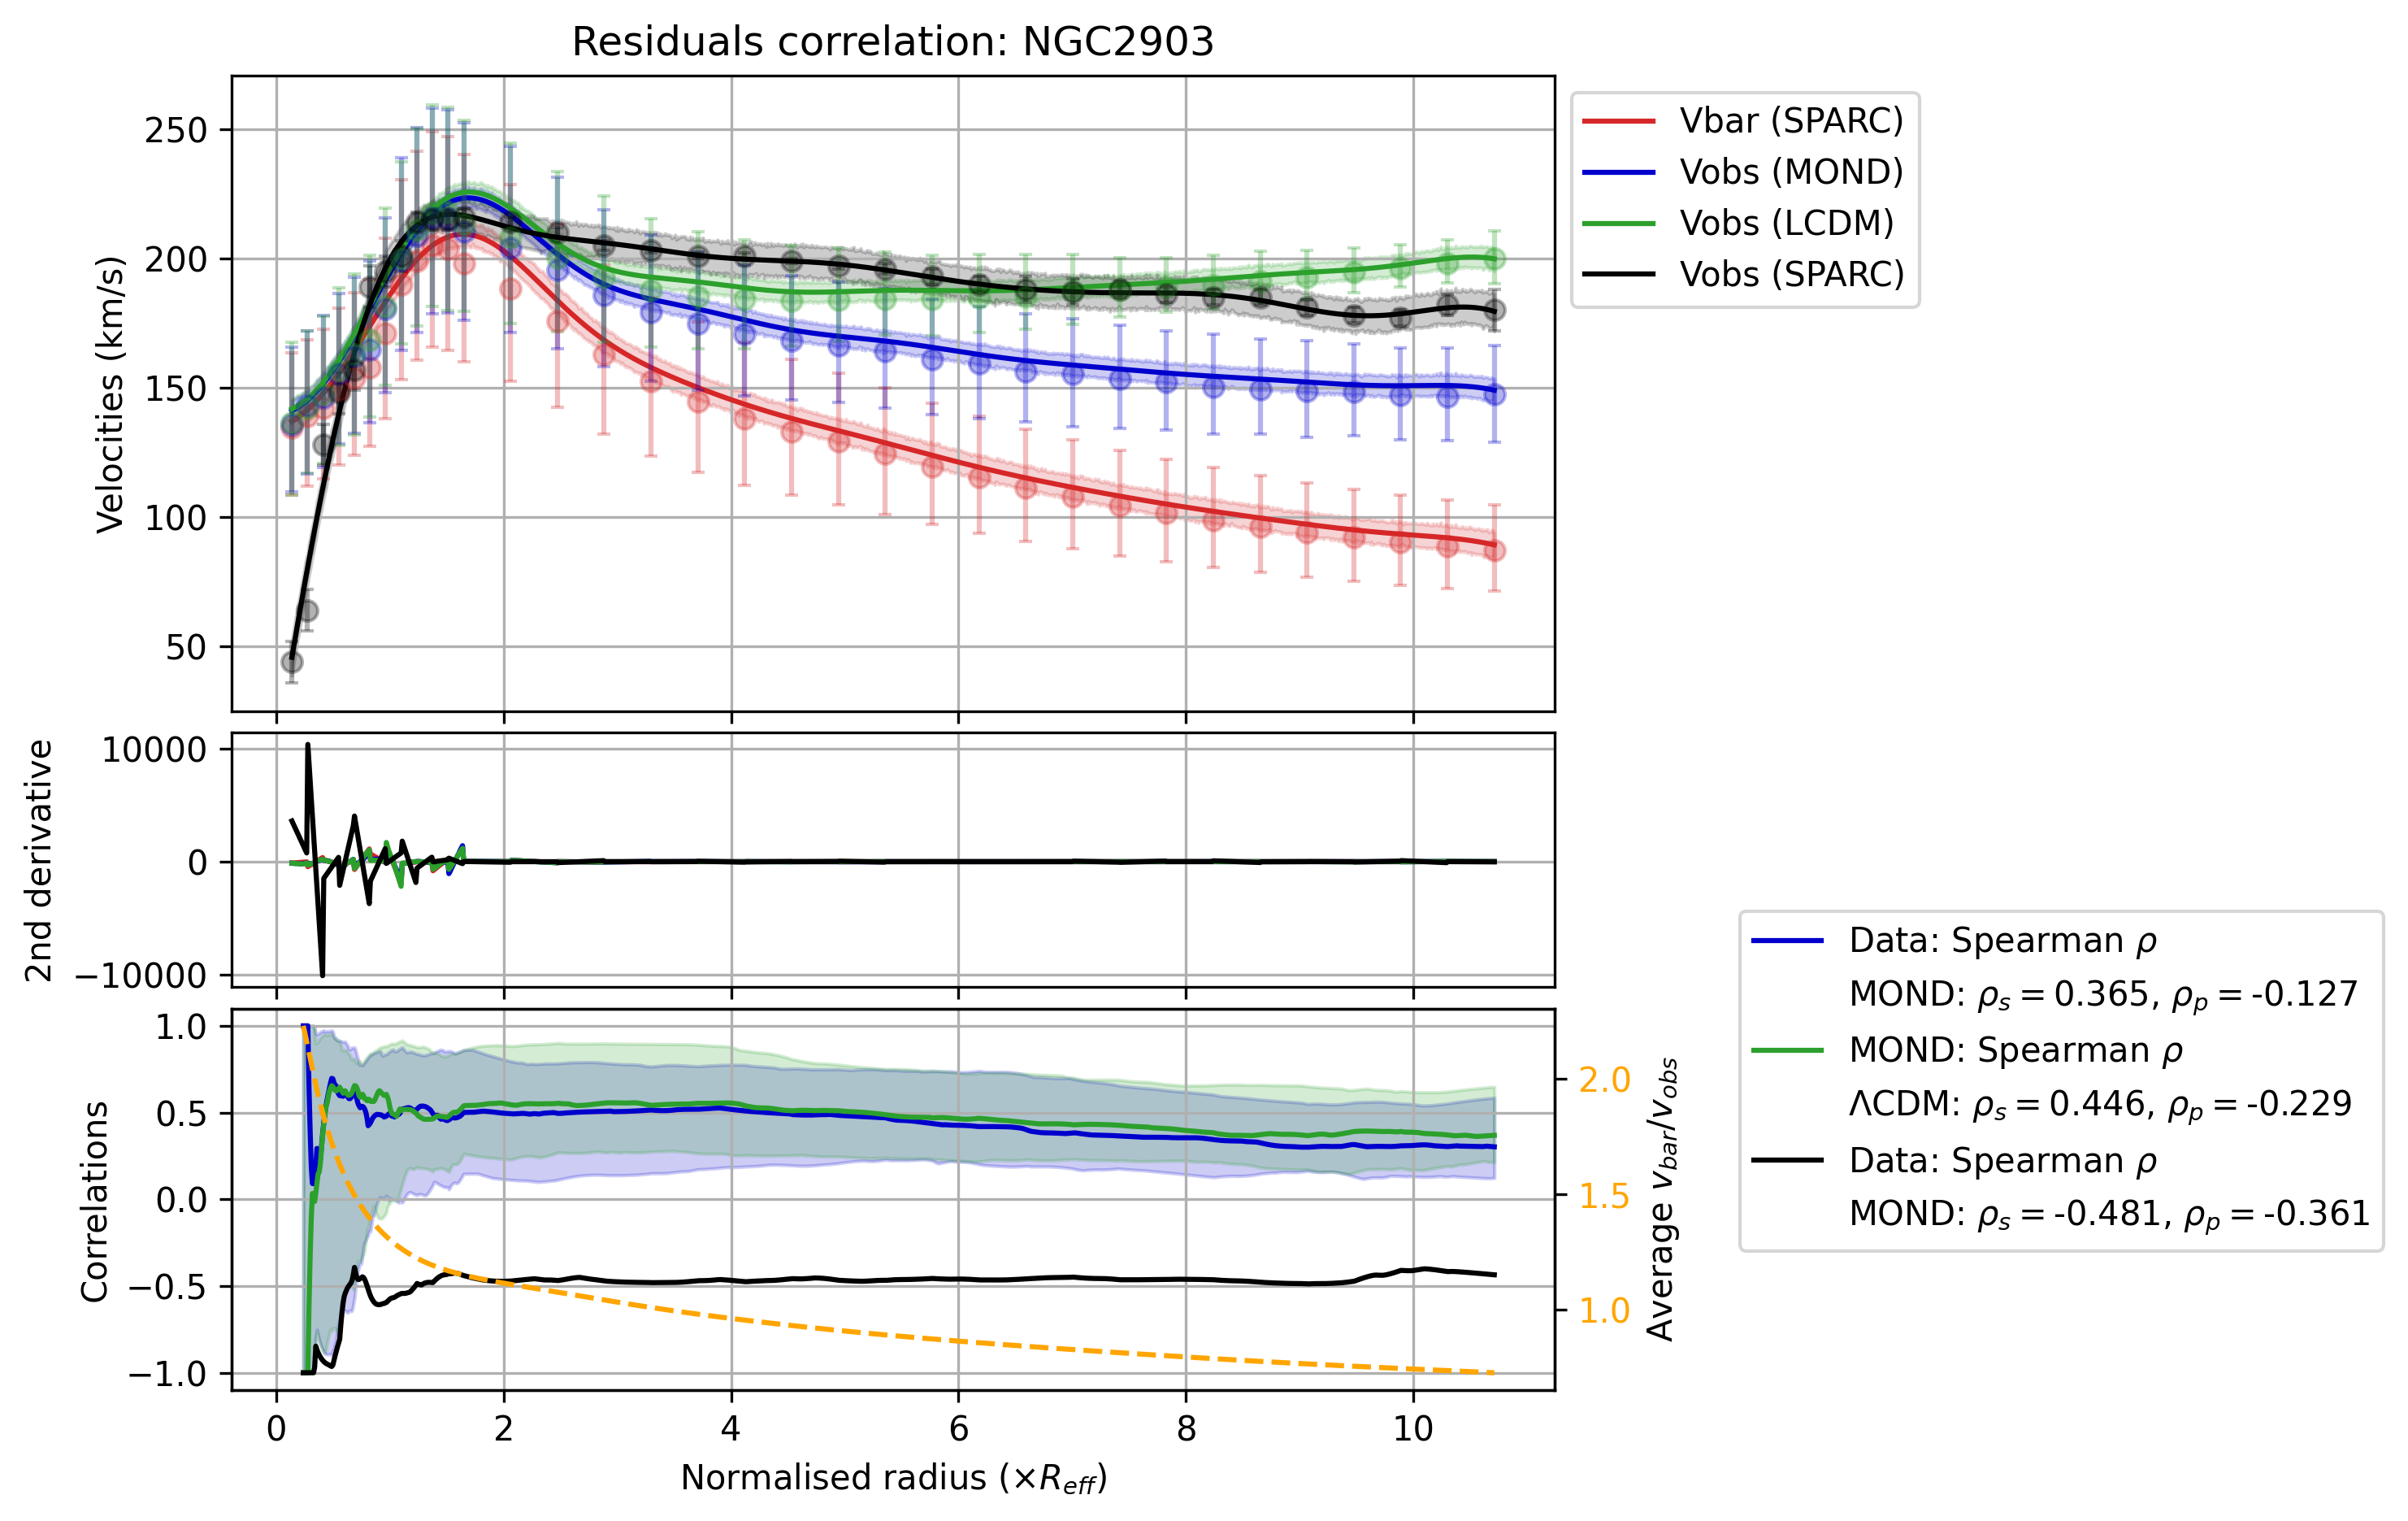 Residuals correlation: NGC2903
250
200
150
100
50
Velocities (km/s)
Vbar (SPARC)
Vobs (MOND)
Vobs (LCDM)
Vobs (SPARC)
10000
0
−10000
2nd derivative
1.0
0.5
0.0
−0.5
−1.0
Correlations
2.0
1.5
1.0
Average v_bar/v_obs
Data: Spearman ρ
MOND: ρ_s = 0.365, ρ_p = -0.127
MOND: Spearman ρ
ΛCDM: ρ_s = 0.446, ρ_p = -0.229
Data: Spearman ρ
MOND: ρ_s = -0.481, ρ_p = -0.361
0 2 4 6 8 10
Normalised radius (×R_eff)